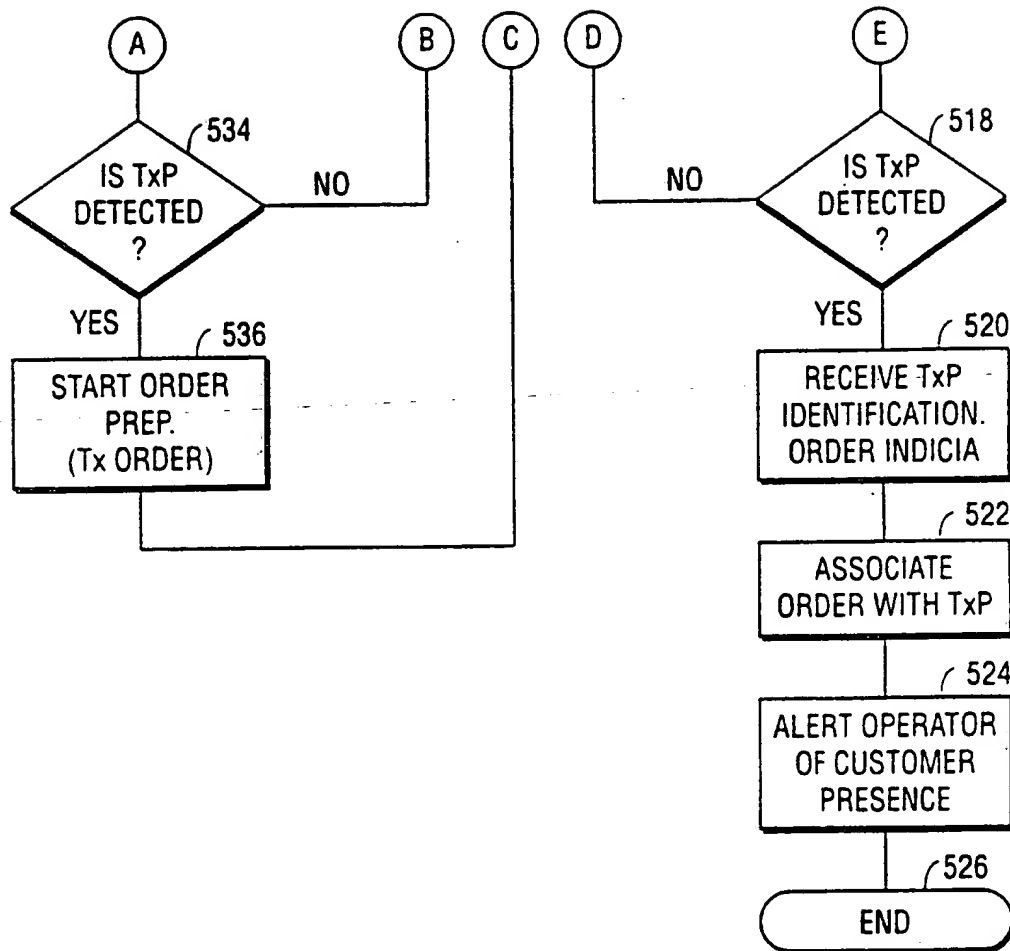 A
B
C
D
E
534
IS TxP
DETECTED
?
NO
YES
536
START ORDER
PREP.
(Tx ORDER)
518
IS TxP
DETECTED
?
NO
YES
520
RECEIVE TxP
IDENTIFICATION.
ORDER INDICIA
522
ASSOCIATE
ORDER WITH TxP
524
ALERT OPERATOR
OF CUSTOMER
PRESENCE
526
END